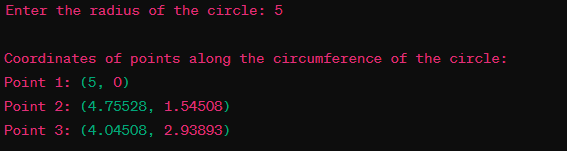 Enter the radius of the circle: 5
Coordinates of points along the circumference of the circle:
Point 1: (5, 0)
Point 2: (4.75528, 1.54508)
Point 3: (4.04508, 2.93893)